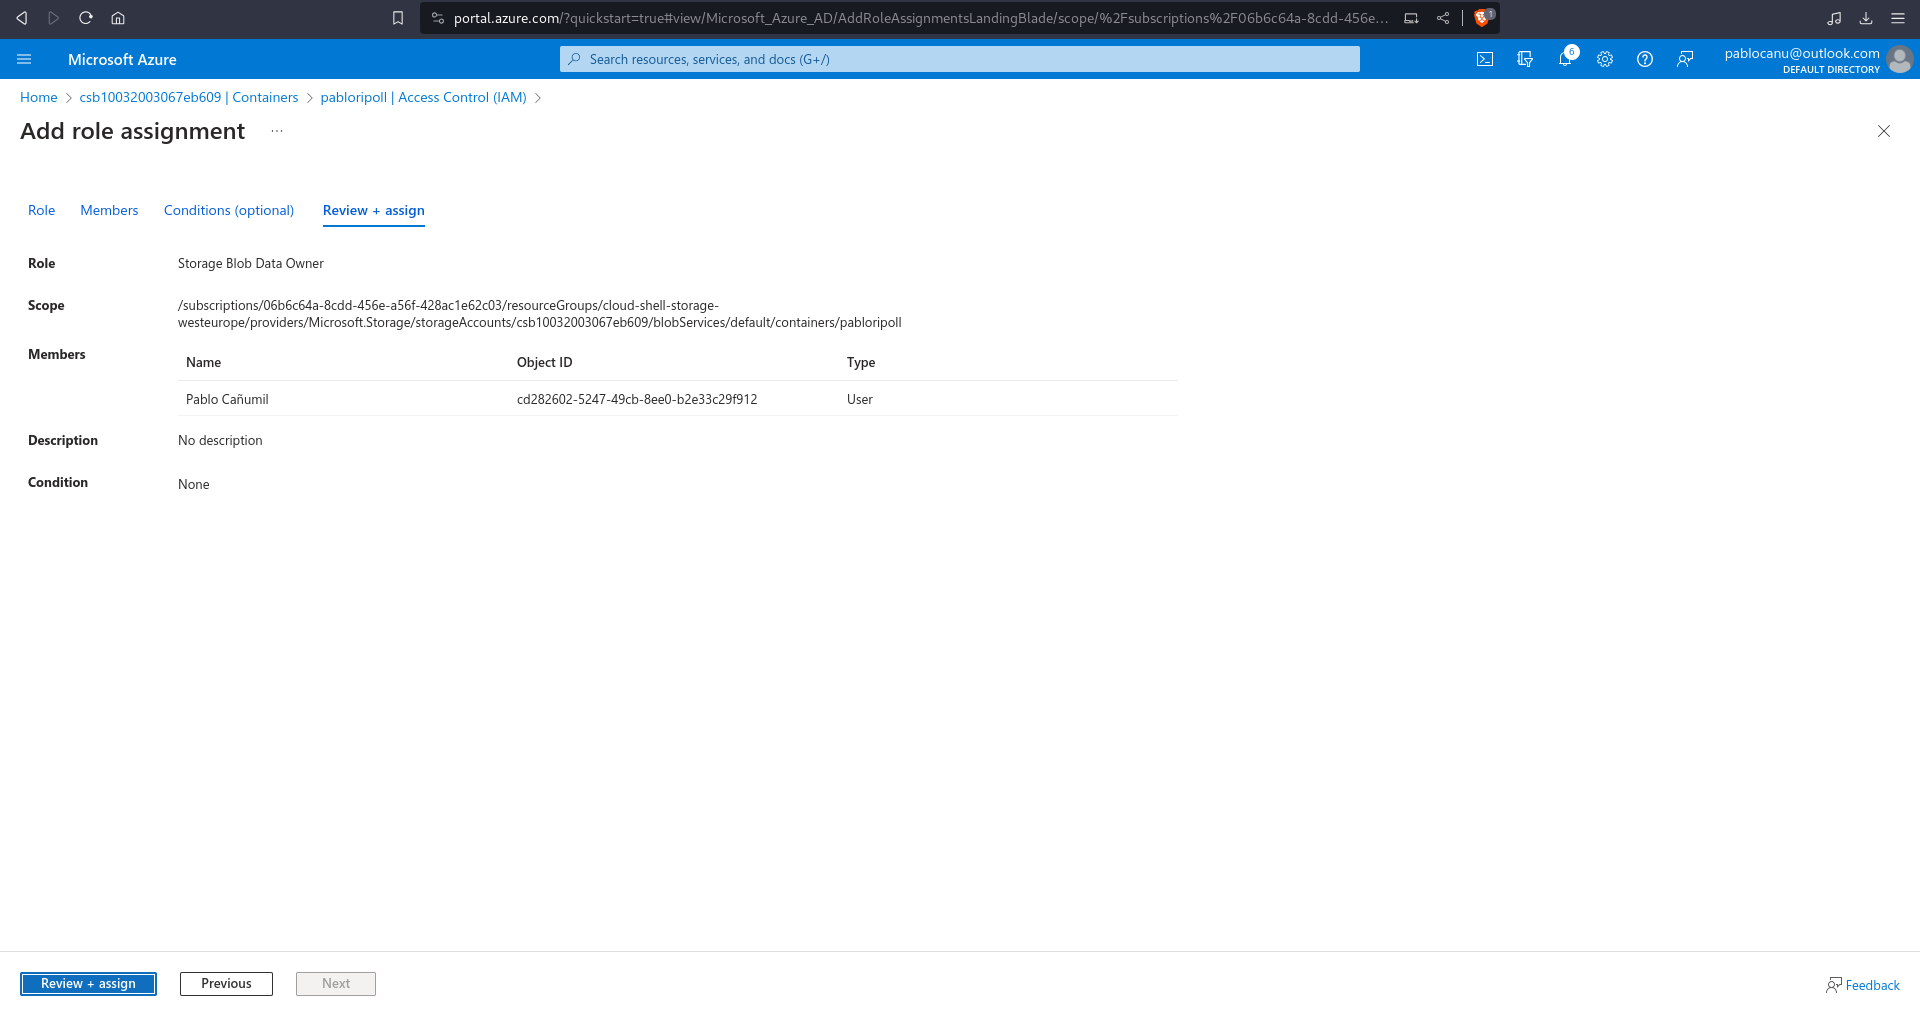 portal.azure.com/?quickstart=true#view/Microsoft_Azure_AD/AddRoleAssignmentsLandingBlade/scope/%2Fsubscriptions%2F06b6c64a-8cdd-456e...
1
Microsoft Azure
Search resources, services, and docs (G+/)
6
pablocanu@outlook.com
DEFAULT DIRECTORY
Home > csb10032003067eb609 | Containers > pabloripoll | Access Control (IAM) >
Add role assignment ...
Role Members Conditions (optional) Review + assign
Role Storage Blob Data Owner
Scope /subscriptions/06b6c64a-8cdd-456e-a56f-428ac1e62c03/resourceGroups/cloud-shell-storage-
westeurope/providers/Microsoft.Storage/storageAccounts/csb10032003067eb609/blobServices/default/containers/pabloripoll
Members
Name Object ID Type
Pablo Cañumil cd282602-5247-49cb-8ee0-b2e33c29f912 User
Description No description
Condition None
Review + assign Previous Next Feedback